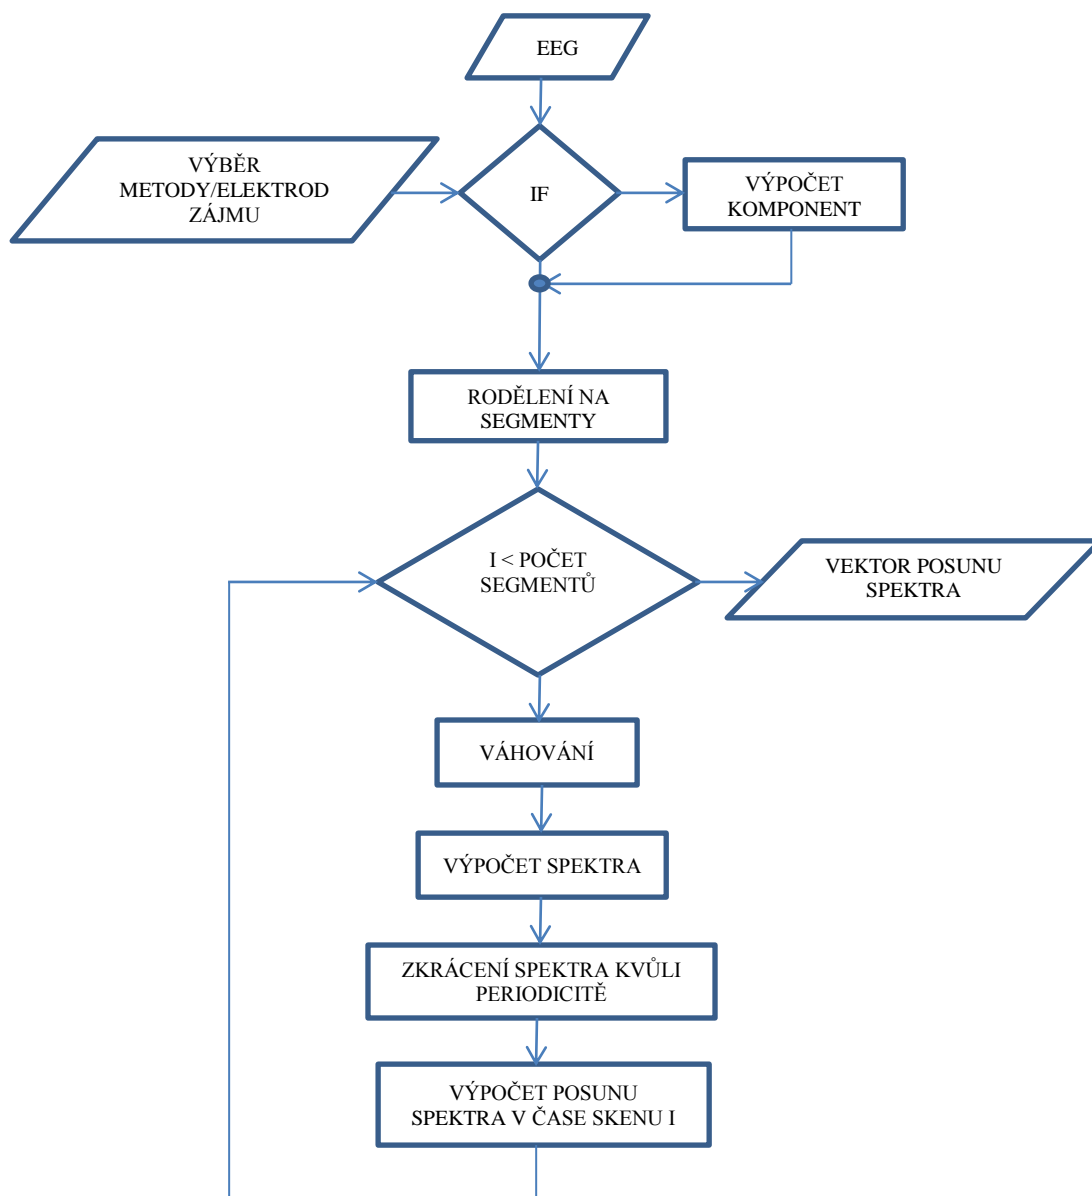 EEG
VÝBĚR
METODY/ELEKTROD
ZÁJMU
IF
VÝPOČET
KOMPONENT
RODĚLENÍ NA
SEGMENTY
I < POČET
SEGMENTŮ
VEKTOR POSUNU
SPEKTRA
VÁHOVÁNÍ
VÝPOČET SPEKTRA
ZKRÁCENÍ SPEKTRA KVŮLI
PERIODICITĚ
VÝPOČET POSUNU
SPEKTRA V ČASE SKENU I